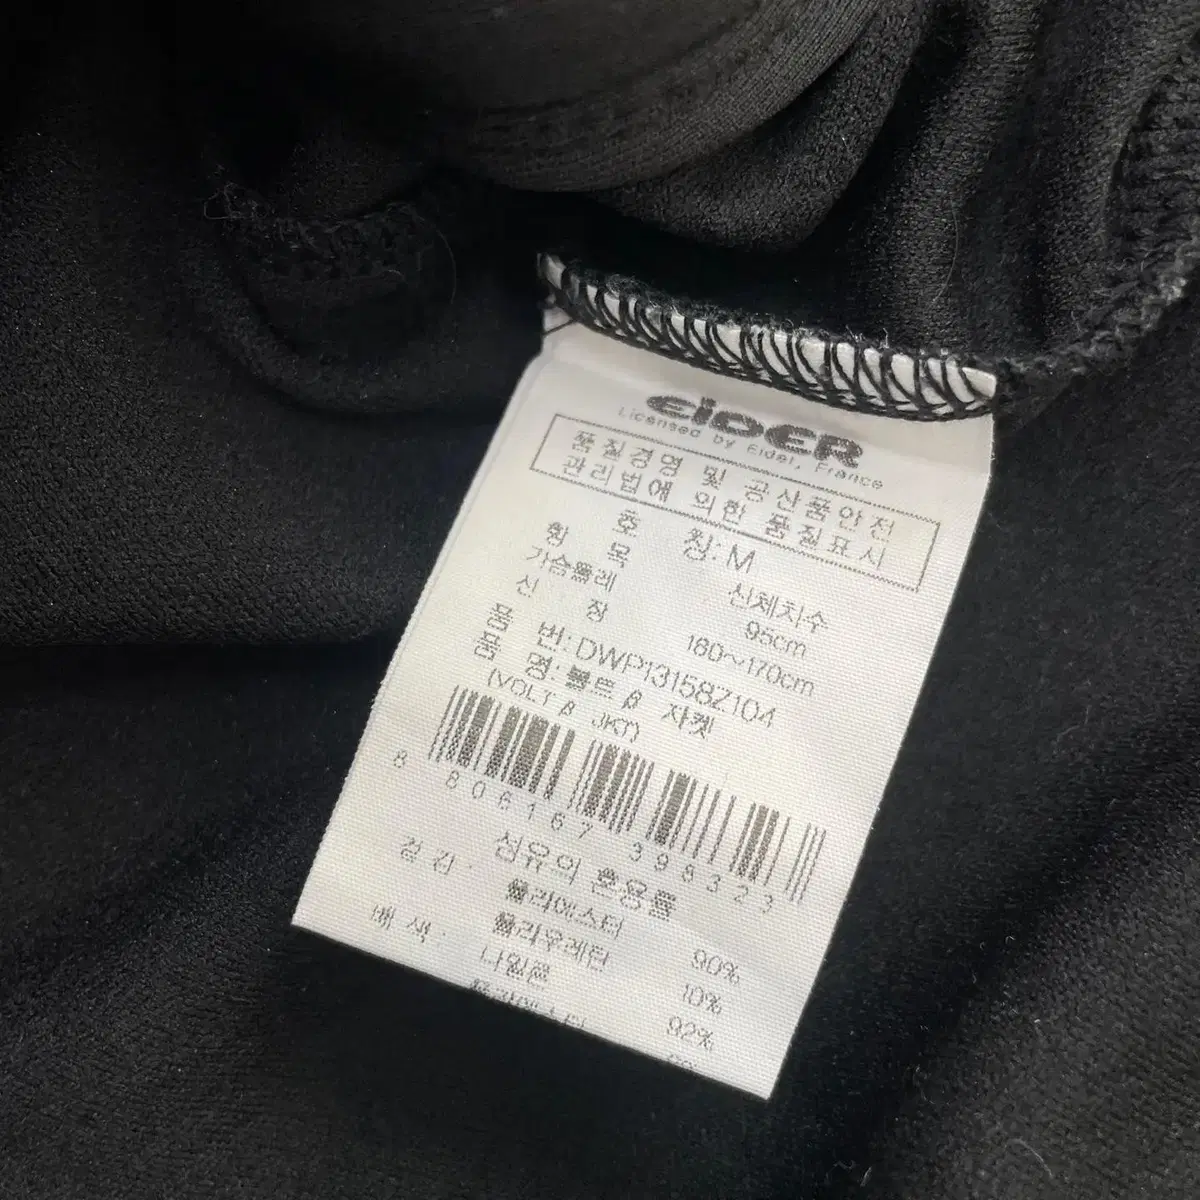 EiDER
Licensed by Eider, France
품질경영 및 공산품안전
관리법에 의한 품질표시
호 칭: M
항 목 신체치수
가슴둘레 95cm
신 장 160~170cm
품 번: DWP13158Z104
품 명: 볼트 β 자켓
(VOLT β JKT)
8 806167 398323
섬유의 혼용률
겉감: 폴리에스터 90%
폴리우레탄 10%
배색: 나일론 92%